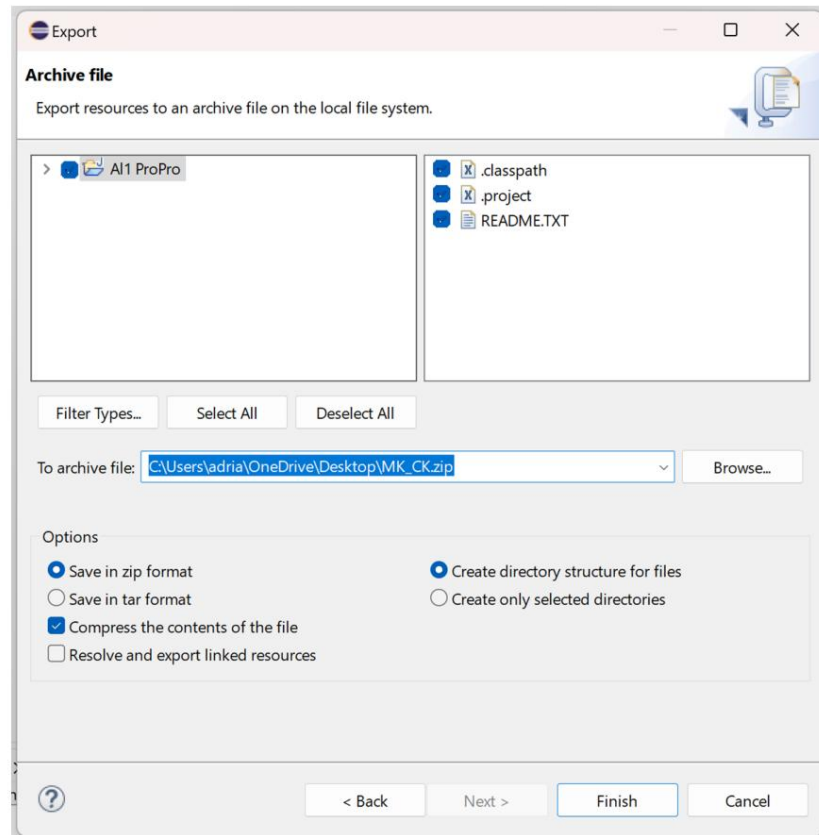 Export
Archive file
Export resources to an archive file on the local file system.
Al1 ProPro
.classpath
.project
README.TXT
Filter Types...
Select All
Deselect All
To archive file:
C:\Users\adria\OneDrive\Desktop\MK_CK.zip
Browse...
Options
Save in zip format
Save in tar format
Compress the contents of the file
Resolve and export linked resources
Create directory structure for files
Create only selected directories
?
< Back
Next >
Finish
Cancel